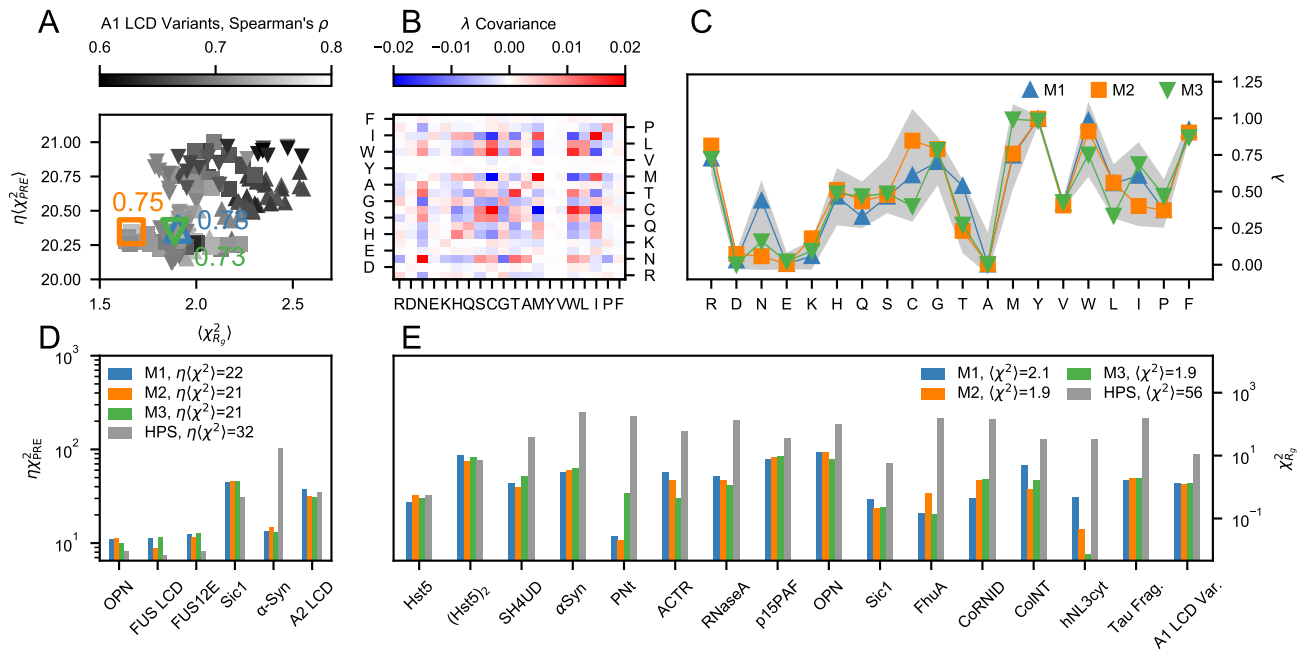 A
A1 LCD Variants, Spearman's ρ
0.6 0.7 0.8
21.00
20.75
20.50
20.25
20.00
η⟨χ²PRE⟩
0.75
0.78
0.73
1.5 2.0 2.5
⟨χ²Rg⟩
B
λ Covariance
−0.02 −0.01 0.00 0.01 0.02
F
I
W
Y
A
G
S
H
E
D
P
L
V
M
T
C
Q
K
N
R
R D N E K H Q S C G T A M Y V W L I P F
C
M1 M2 M3
1.25
1.00
0.75
0.50
0.25
0.00
λ
R D N E K H Q S C G T A M Y V W L I P F
D
10³
10²
10¹
ηχ²PRE
M1, η⟨χ²⟩=22
M2, η⟨χ²⟩=21
M3, η⟨χ²⟩=21
HPS, η⟨χ²⟩=32
OPN
FUS LCD
FUS12E
Sic1
α-Syn
A2 LCD
E
M1, ⟨χ²⟩=2.1
M2, ⟨χ²⟩=1.9
M3, ⟨χ²⟩=1.9
HPS, ⟨χ²⟩=56
10³
10¹
10⁻¹
χ²Rg
Hst5
(Hst5)₂
SH4UD
αSyn
PNt
ACTR
RNaseA
p15PAF
OPN
Sic1
FhuA
CoRNID
ColNT
hNL3cyt
Tau Frag.
A1 LCD Var.